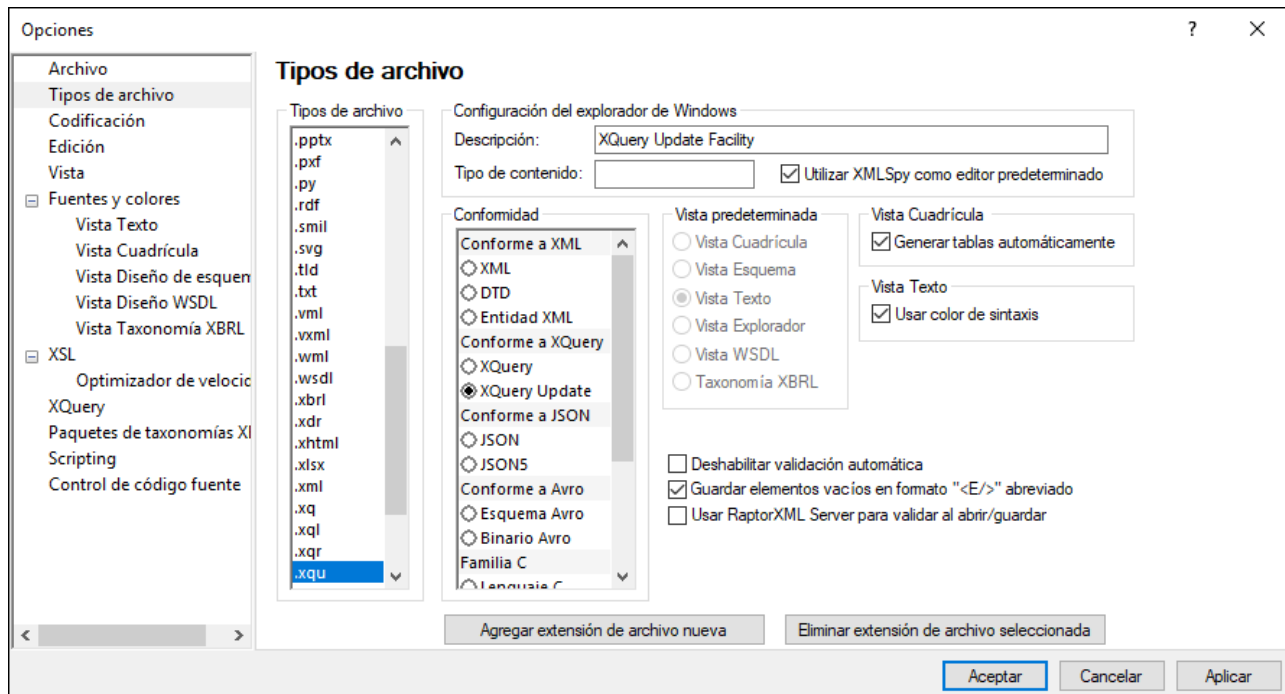 Opciones
?
Archivo
Tipos de archivo
Codificación
Edición
Vista
Fuentes y colores
Vista Texto
Vista Cuadrícula
Vista Diseño de esquem
Vista Diseño WSDL
Vista Taxonomía XBRL
XSL
Optimizador de velocid
XQuery
Paquetes de taxonomías XI
Scripting
Control de código fuente
Tipos de archivo
Tipos de archivo
.pptx
.pxf
.py
.rdf
.smil
.svg
.tld
.txt
.vml
.vxml
.wml
.wsdl
.xbrl
.xdr
.xhtml
.xlsx
.xml
.xq
.xql
.xqr
.xqu
Configuración del explorador de Windows
Descripción: XQuery Update Facility
Tipo de contenido: Utilizar XMLSpy como editor predeterminado
Conformidad
Conforme a XML
XML
DTD
Entidad XML
Conforme a XQuery
XQuery
XQuery Update
Conforme a JSON
JSON
JSON5
Conforme a Avro
Esquema Avro
Binario Avro
Familia C
Lenguaje C
Vista predeterminada
Vista Cuadrícula
Vista Esquema
Vista Texto
Vista Explorador
Vista WSDL
Taxonomía XBRL
Vista Cuadrícula
Generar tablas automáticamente
Vista Texto
Usar color de sintaxis
Deshabilitar validación automática
Guardar elementos vacíos en formato "<E/>" abreviado
Usar RaptorXML Server para validar al abrir/guardar
Agregar extensión de archivo nueva
Eliminar extensión de archivo seleccionada
Aceptar
Cancelar
Aplicar